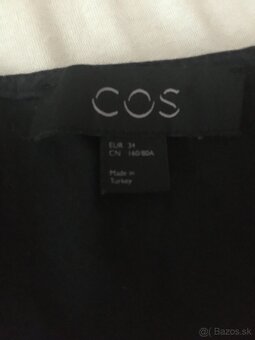 COS
EUR 34
CN 160/80A
Made in
Turkey
Bazos.sk